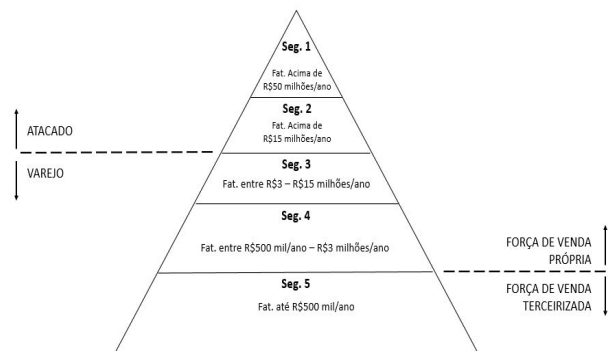 Seg. 1
Fat. Acima de
R$50 milhões/ano
Seg. 2
Fat. Acima de
R$15 milhões/ano
ATACADO
VAREJO
Seg. 3
Fat. entre R$3 – R$15 milhões/ano
Seg. 4
Fat. entre R$500 mil/ano – R$3 milhões/ano
FORÇA DE VENDA
PRÓPRIA
FORÇA DE VENDA
TERCEIRIZADA
Seg. 5
Fat. até R$500 mil/ano